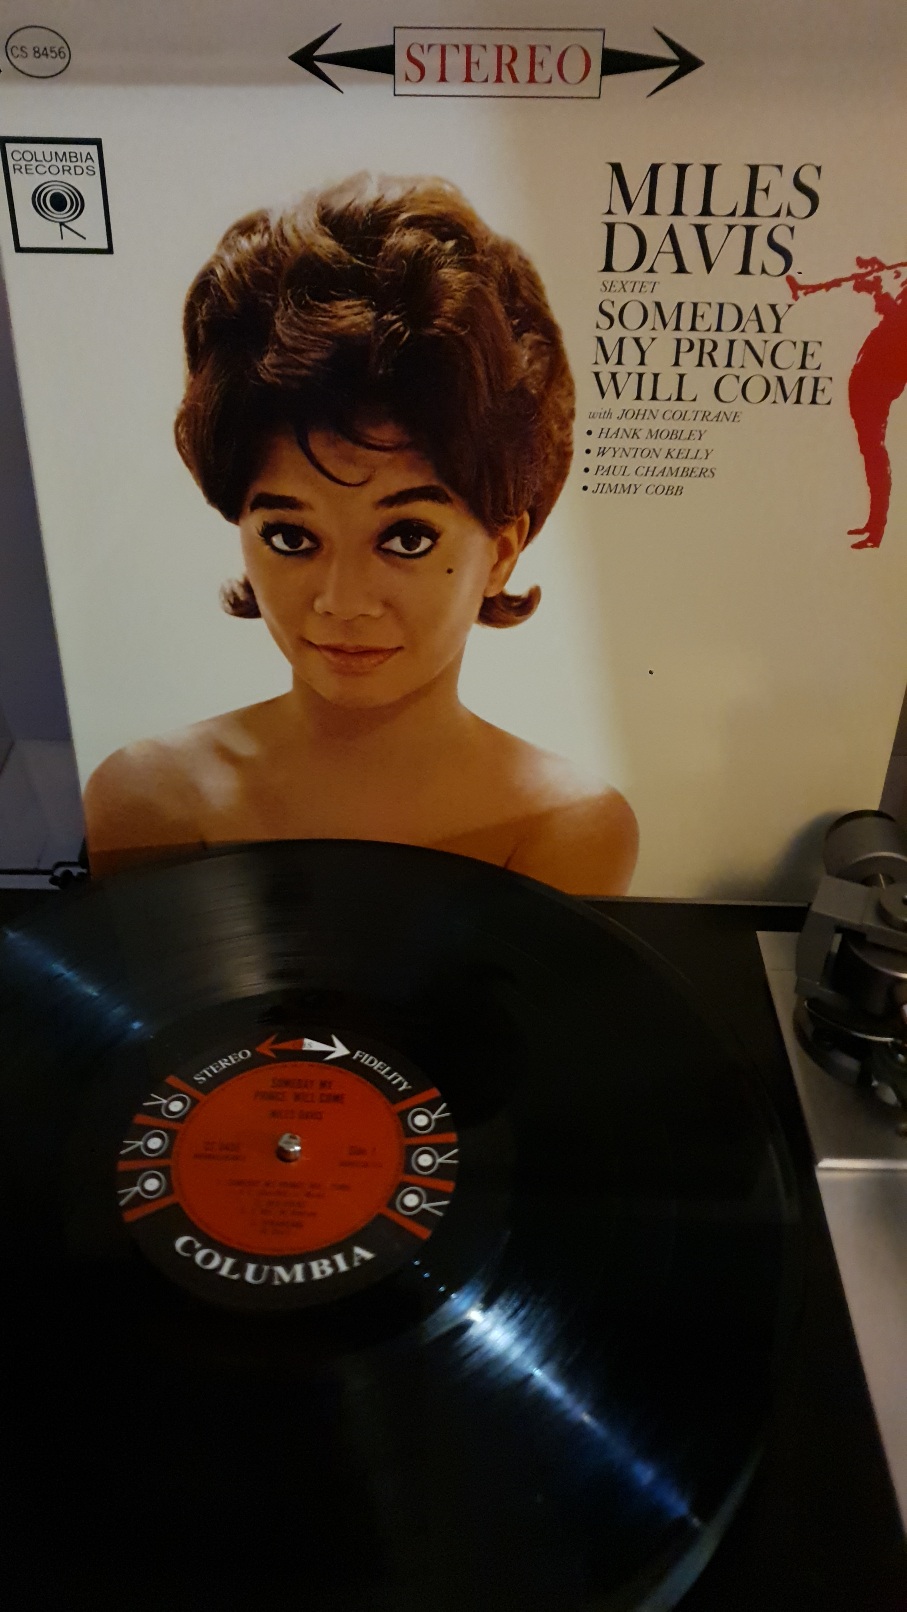 CS 8456
STEREO
COLUMBIA
RECORDS
MILES
DAVIS
SEXTET
SOMEDAY
MY PRINCE
WILL COME
with JOHN COLTRANE
• HANK MOBLEY
• WYNTON KELLY
• PAUL CHAMBERS
• JIMMY COBB
STEREO FIDELITY
SOMEDAY MY
PRINCE WILL COME
MILES DAVIS
COLUMBIA